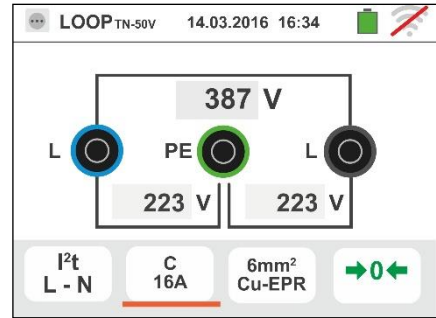 LOOP TN-50V 14.03.2016 16:34
387 V
L PE L
223 V 223 V
I²t C 6mm² →0←
L - N 16A Cu-EPR